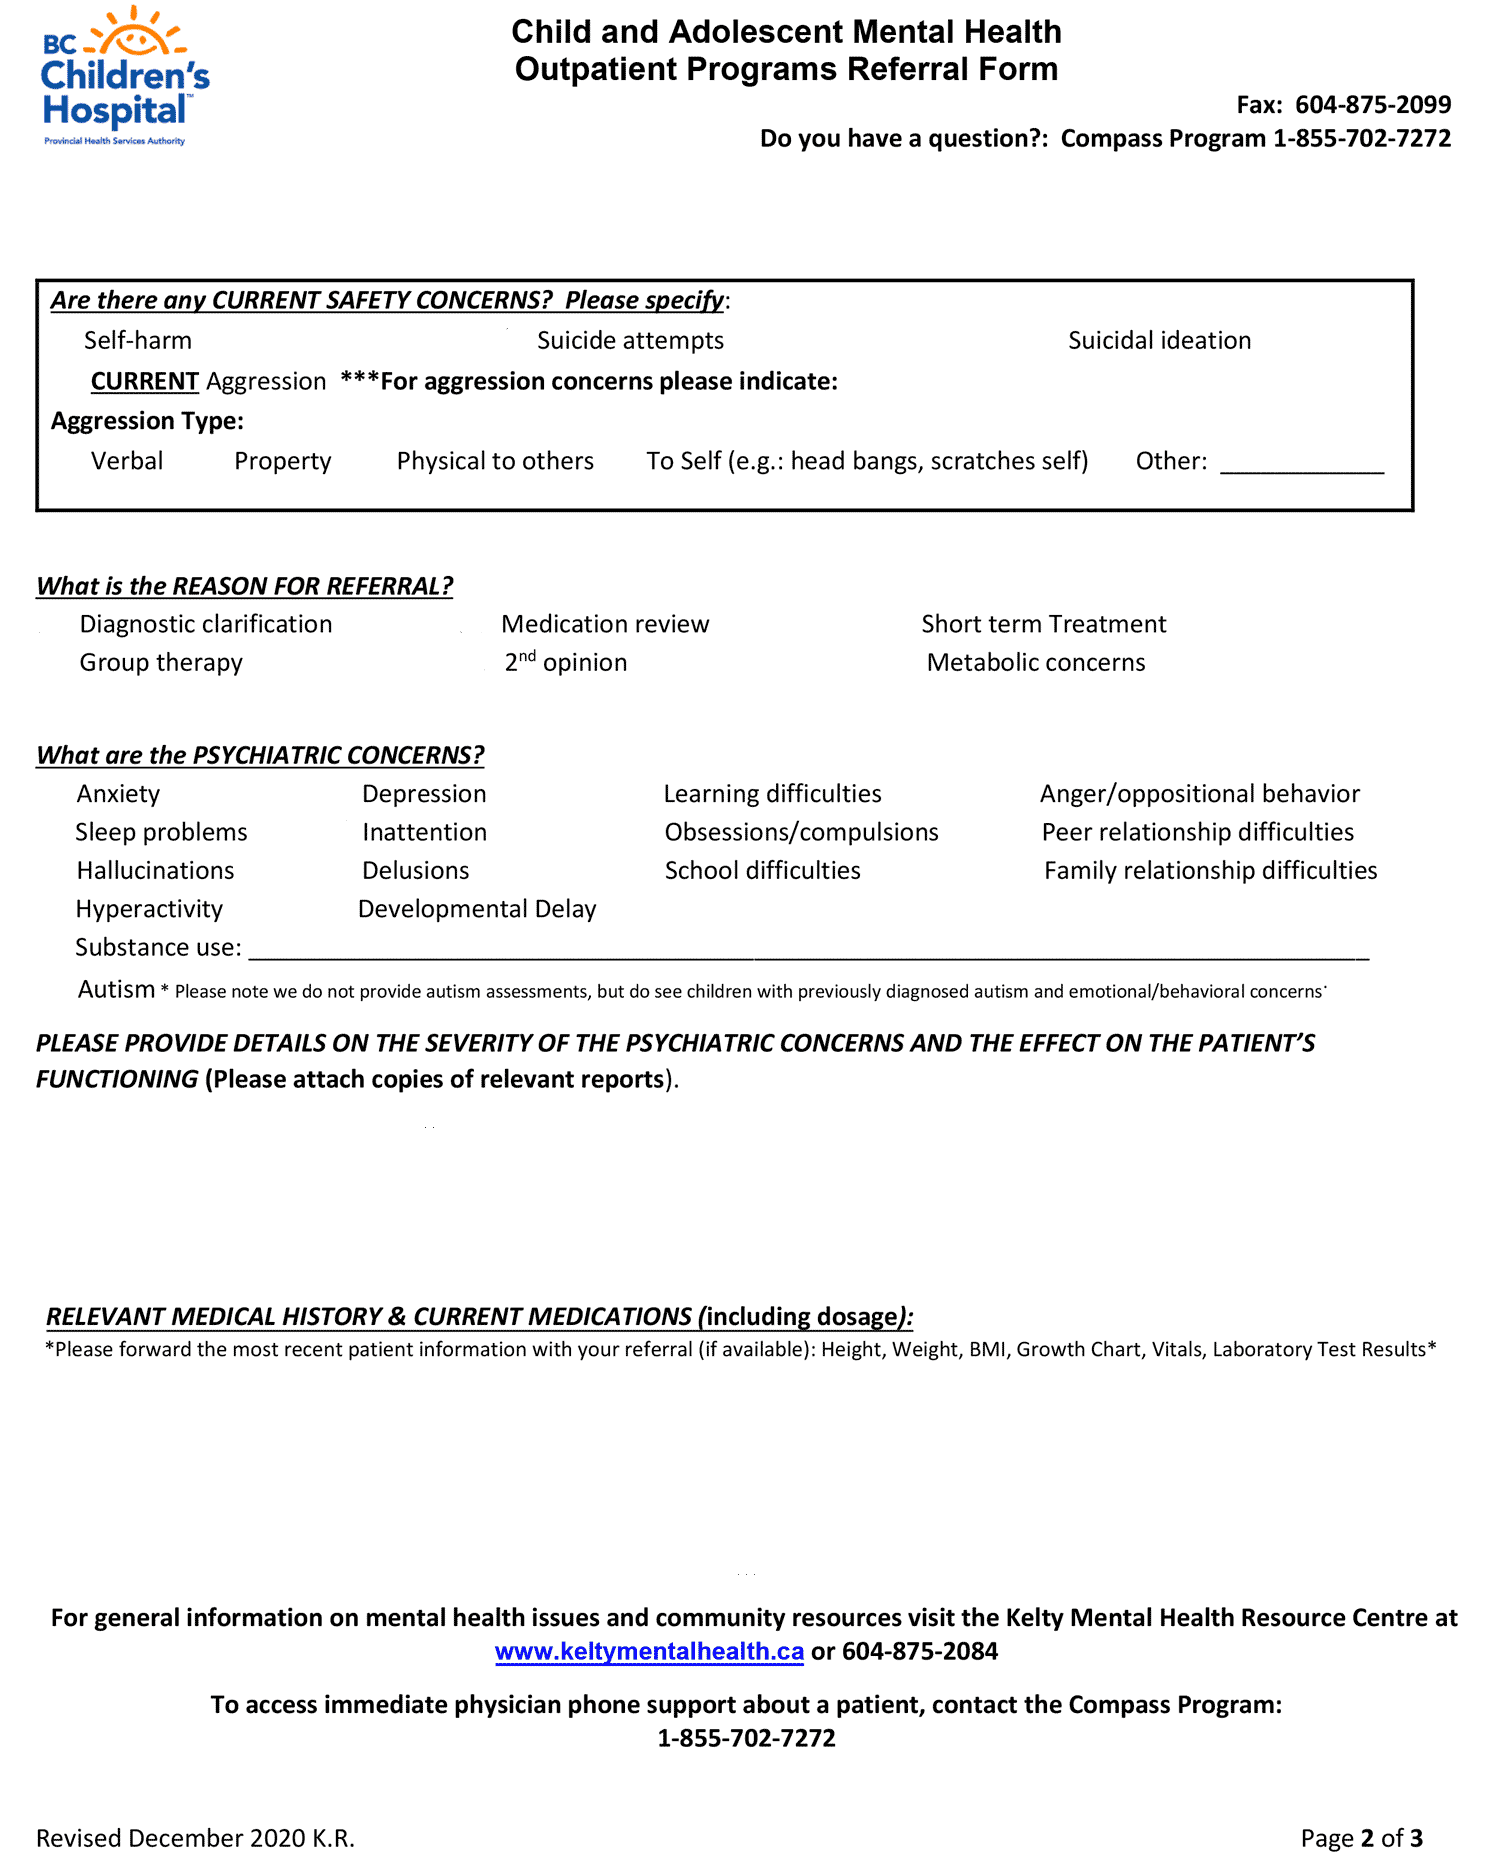 BC
Children's
Hospital™
Provincial Health Services Authority
Child and Adolescent Mental Health
Outpatient Programs Referral Form
Fax: 604-875-2099
Do you have a question?: Compass Program 1-855-702-7272
Are there any CURRENT SAFETY CONCERNS? Please specify:
Self-harm Suicide attempts Suicidal ideation
CURRENT Aggression ***For aggression concerns please indicate:
Aggression Type:
Verbal Property Physical to others To Self (e.g.: head bangs, scratches self) Other: ____________
What is the REASON FOR REFERRAL?
Diagnostic clarification Medication review Short term Treatment
Group therapy 2nd opinion Metabolic concerns
What are the PSYCHIATRIC CONCERNS?
Anxiety Depression Learning difficulties Anger/oppositional behavior
Sleep problems Inattention Obsessions/compulsions Peer relationship difficulties
Hallucinations Delusions School difficulties Family relationship difficulties
Hyperactivity Developmental Delay
Substance use: ____________________________________________________________
Autism * Please note we do not provide autism assessments, but do see children with previously diagnosed autism and emotional/behavioral concerns.
PLEASE PROVIDE DETAILS ON THE SEVERITY OF THE PSYCHIATRIC CONCERNS AND THE EFFECT ON THE PATIENT'S
FUNCTIONING (Please attach copies of relevant reports).
RELEVANT MEDICAL HISTORY & CURRENT MEDICATIONS (including dosage):
*Please forward the most recent patient information with your referral (if available): Height, Weight, BMI, Growth Chart, Vitals, Laboratory Test Results*
For general information on mental health issues and community resources visit the Kelty Mental Health Resource Centre at
www.keltymentalhealth.ca or 604-875-2084
To access immediate physician phone support about a patient, contact the Compass Program:
1-855-702-7272
Revised December 2020 K.R. Page 2 of 3